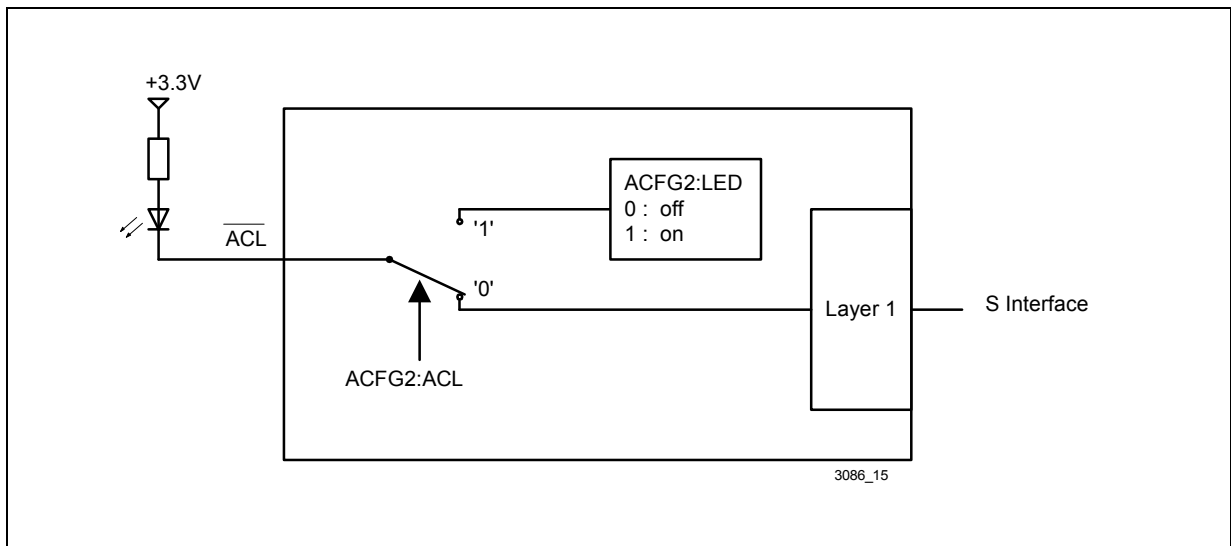 +3.3V
ACL
'1'
ACFG2:LED
0 : off
1 : on
'0'
ACFG2:ACL
Layer 1
S Interface
3086_15